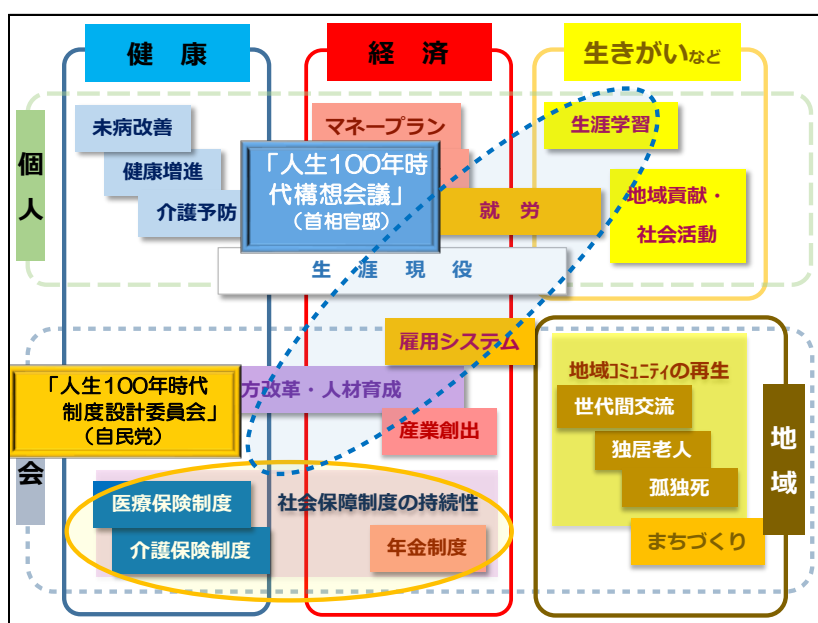 健 康
経 済
生きがいなど
個人
未病改善
健康増進
介護予防
マネープラン
「人生100年時
代構想会議」
（首相官邸）
就 労
生涯学習
地域貢献・
社会活動
生 涯 現 役
雇用システム
「人生100年時代
制度設計委員会」
（自民党）
方改革・人材育成
産業創出
会
医療保険制度
社会保障制度の持続性
介護保険制度
年金制度
地域コミュニティの再生
世代間交流
独居老人
孤独死
まちづくり
地域